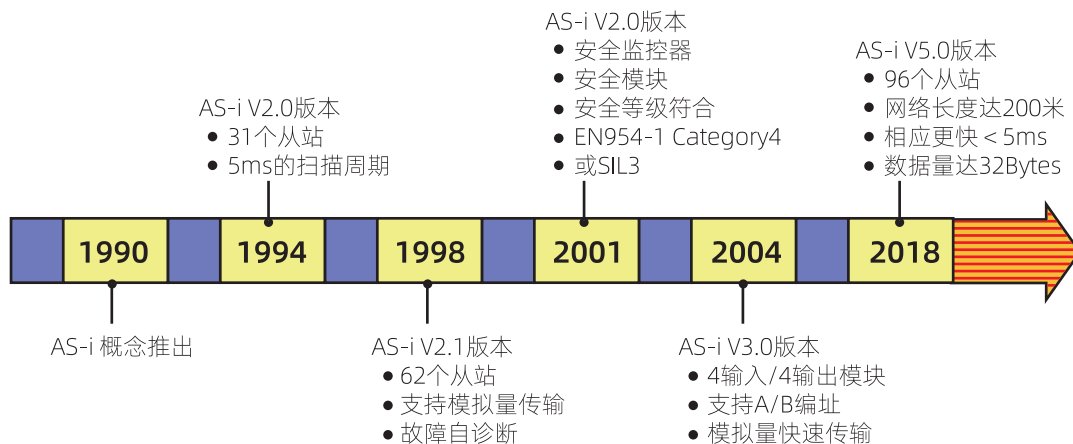 AS-i V2.0版本
• 安全监控器
• 安全模块
• 安全等级符合
• EN954-1 Category4
• 或SIL3
AS-i V5.0版本
• 96个从站
• 网络长度达200米
• 相应更快＜5ms
• 数据量达32Bytes
AS-i V2.0版本
• 31个从站
• 5ms的扫描周期
1990
1994
1998
2001
2004
2018
AS-i 概念推出
AS-i V2.1版本
• 62个从站
• 支持模拟量传输
• 故障自诊断
AS-i V3.0版本
• 4输入/4输出模块
• 支持A/B编址
• 模拟量快速传输